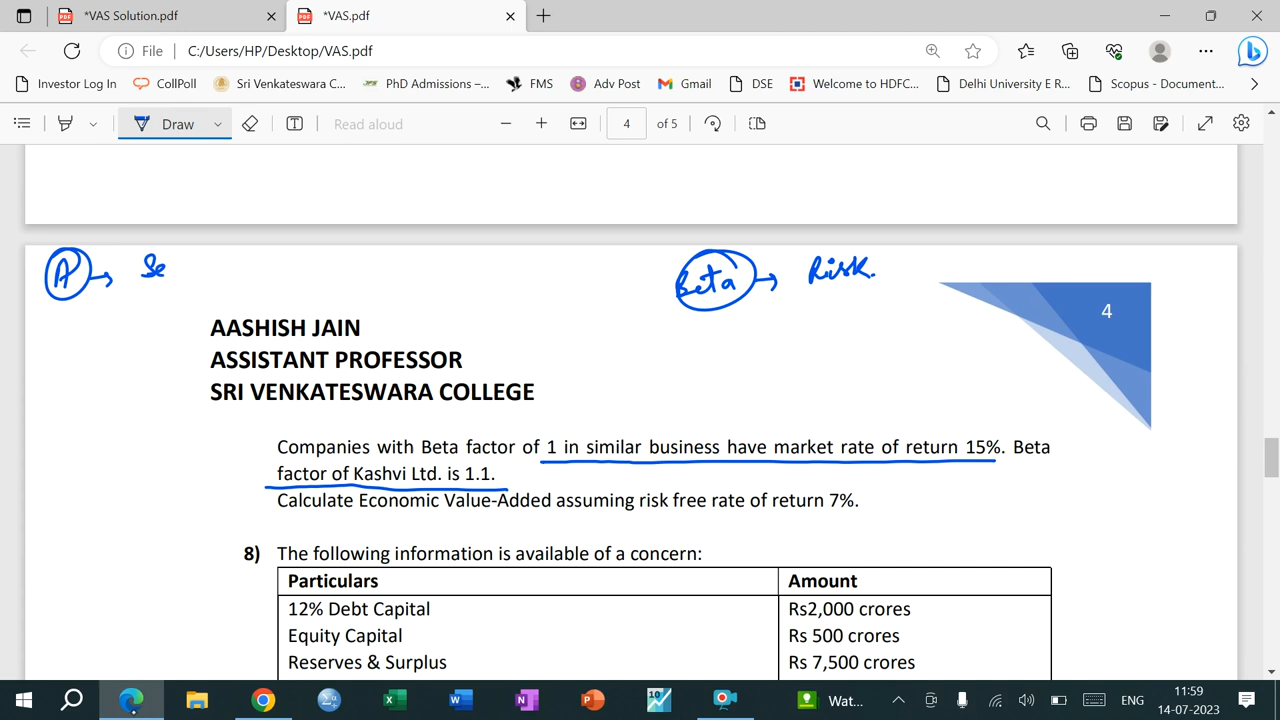 *VAS Solution.pdf
*VAS.pdf
File C:/Users/HP/Desktop/VAS.pdf
Investor Log In CollPoll Sri Venkateswara C... PhD Admissions –... FMS Adv Post Gmail DSE Welcome to HDFC... Delhi University E R... Scopus - Document...
Draw Read aloud 4 of 5
A → Se Beta → Risk.
4
AASHISH JAIN
ASSISTANT PROFESSOR
SRI VENKATESWARA COLLEGE
Companies with Beta factor of 1 in similar business have market rate of return 15%. Beta
factor of Kashvi Ltd. is 1.1.
Calculate Economic Value-Added assuming risk free rate of return 7%.
8) The following information is available of a concern:
Particulars Amount
12% Debt Capital Rs2,000 crores
Equity Capital Rs 500 crores
Reserves & Surplus Rs 7,500 crores
Wat... ENG 11:59
14-07-2023